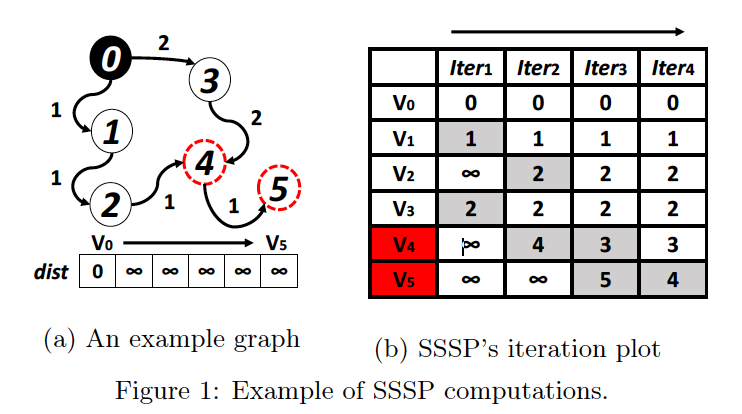 0
2
3
1
1
2
4
1
2
1
1
5
V0 V5
dist 0 ∞ ∞ ∞ ∞ ∞
(a) An example graph
Iter1 Iter2 Iter3 Iter4
V0 0 0 0 0
V1 1 1 1 1
V2 ∞ 2 2 2
V3 2 2 2 2
V4 ∞ 4 3 3
V5 ∞ ∞ 5 4
(b) SSSP's iteration plot
Figure 1: Example of SSSP computations.